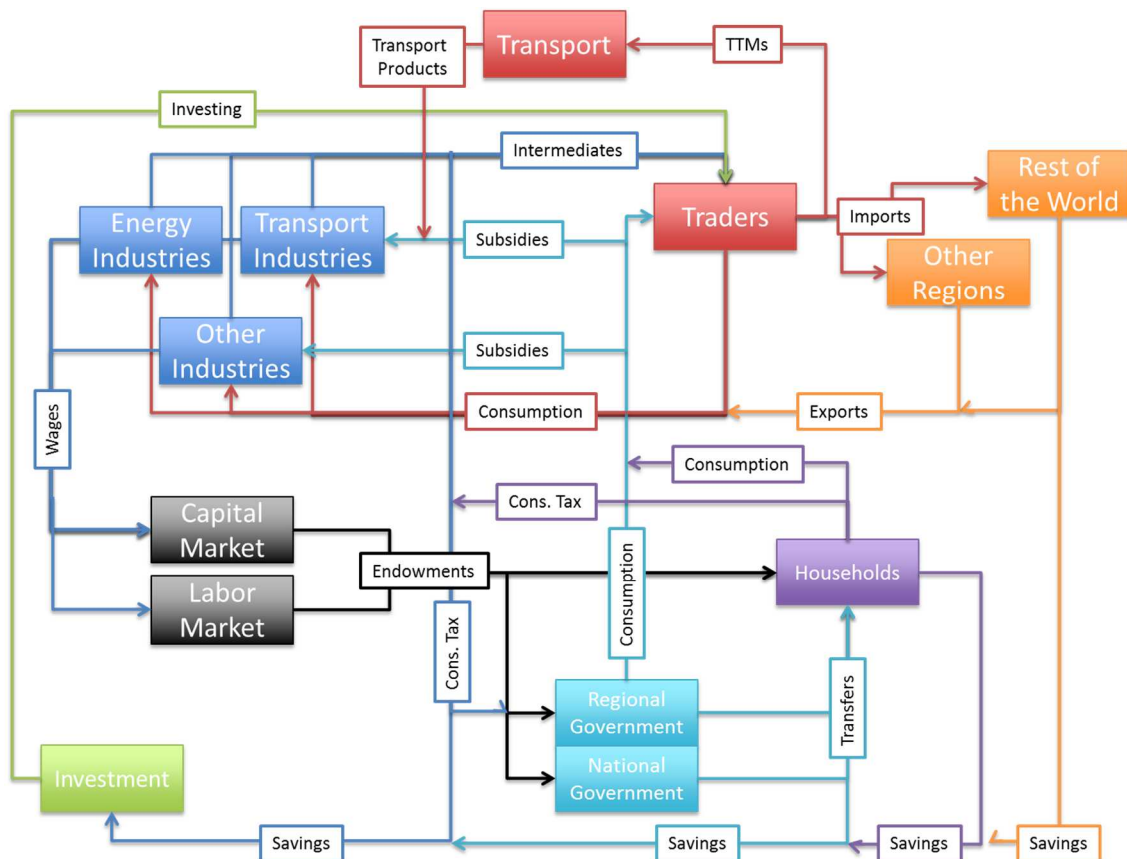 Transport
Products
Transport
TTMs
Investing
Intermediates
Rest of
the World
Energy
Industries
Transport
Industries
Subsidies
Traders
Imports
Other
Regions
Other
Industries
Subsidies
Wages
Consumption
Exports
Consumption
Cons. Tax
Capital
Market
Endowments
Households
Labor
Market
Cons. Tax
Consumption
Regional
Government
Transfers
National
Government
Investment
Savings
Savings
Savings
Savings